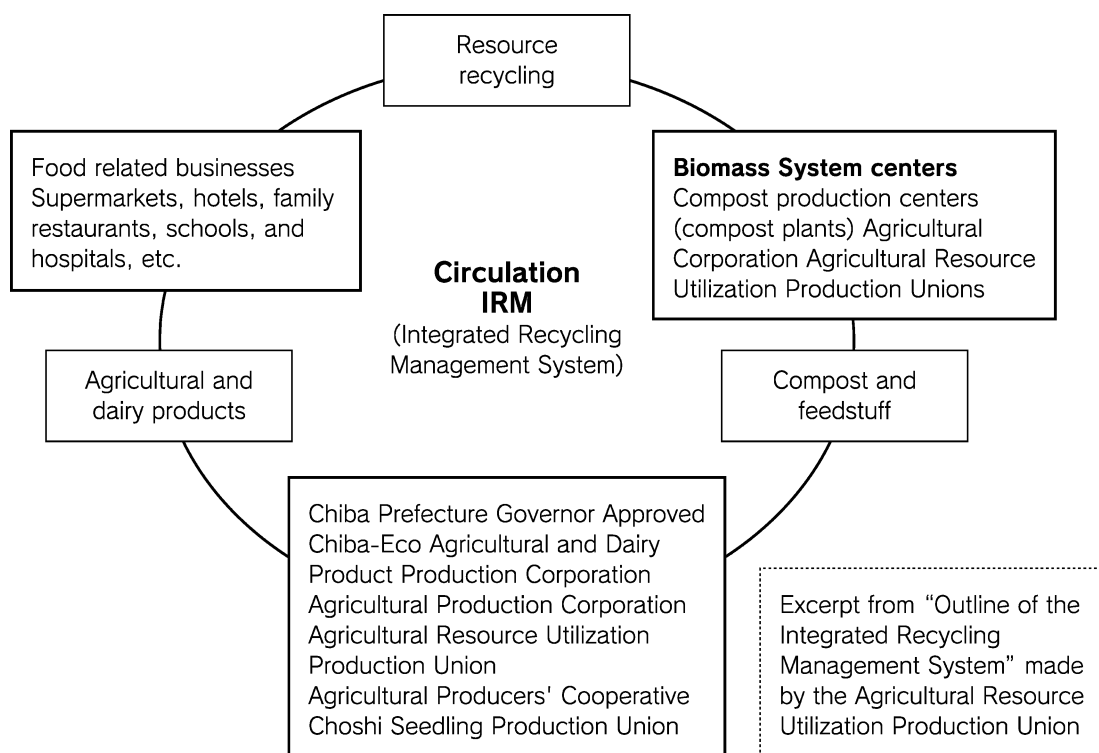 Resource
recycling
Food related businesses
Supermarkets, hotels, family
restaurants, schools, and
hospitals, etc.
Biomass System centers
Compost production centers
(compost plants) Agricultural
Corporation Agricultural Resource
Utilization Production Unions
Circulation
IRM
(Integrated Recycling
Management System)
Agricultural and
dairy products
Compost and
feedstuff
Chiba Prefecture Governor Approved
Chiba-Eco Agricultural and Dairy
Product Production Corporation
Agricultural Production Corporation
Agricultural Resource Utilization
Production Union
Agricultural Producers' Cooperative
Choshi Seedling Production Union
Excerpt from “Outline of the
Integrated Recycling
Management System” made
by the Agricultural Resource
Utilization Production Union